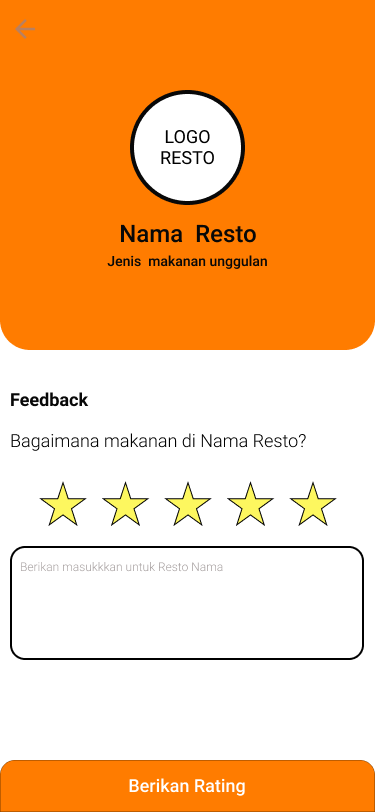 LOGO
RESTO
Nama Resto
Jenis makanan unggulan
Feedback
Bagaimana makanan di Nama Resto?
Berikan masukkkan untuk Resto Nama
Berikan Rating